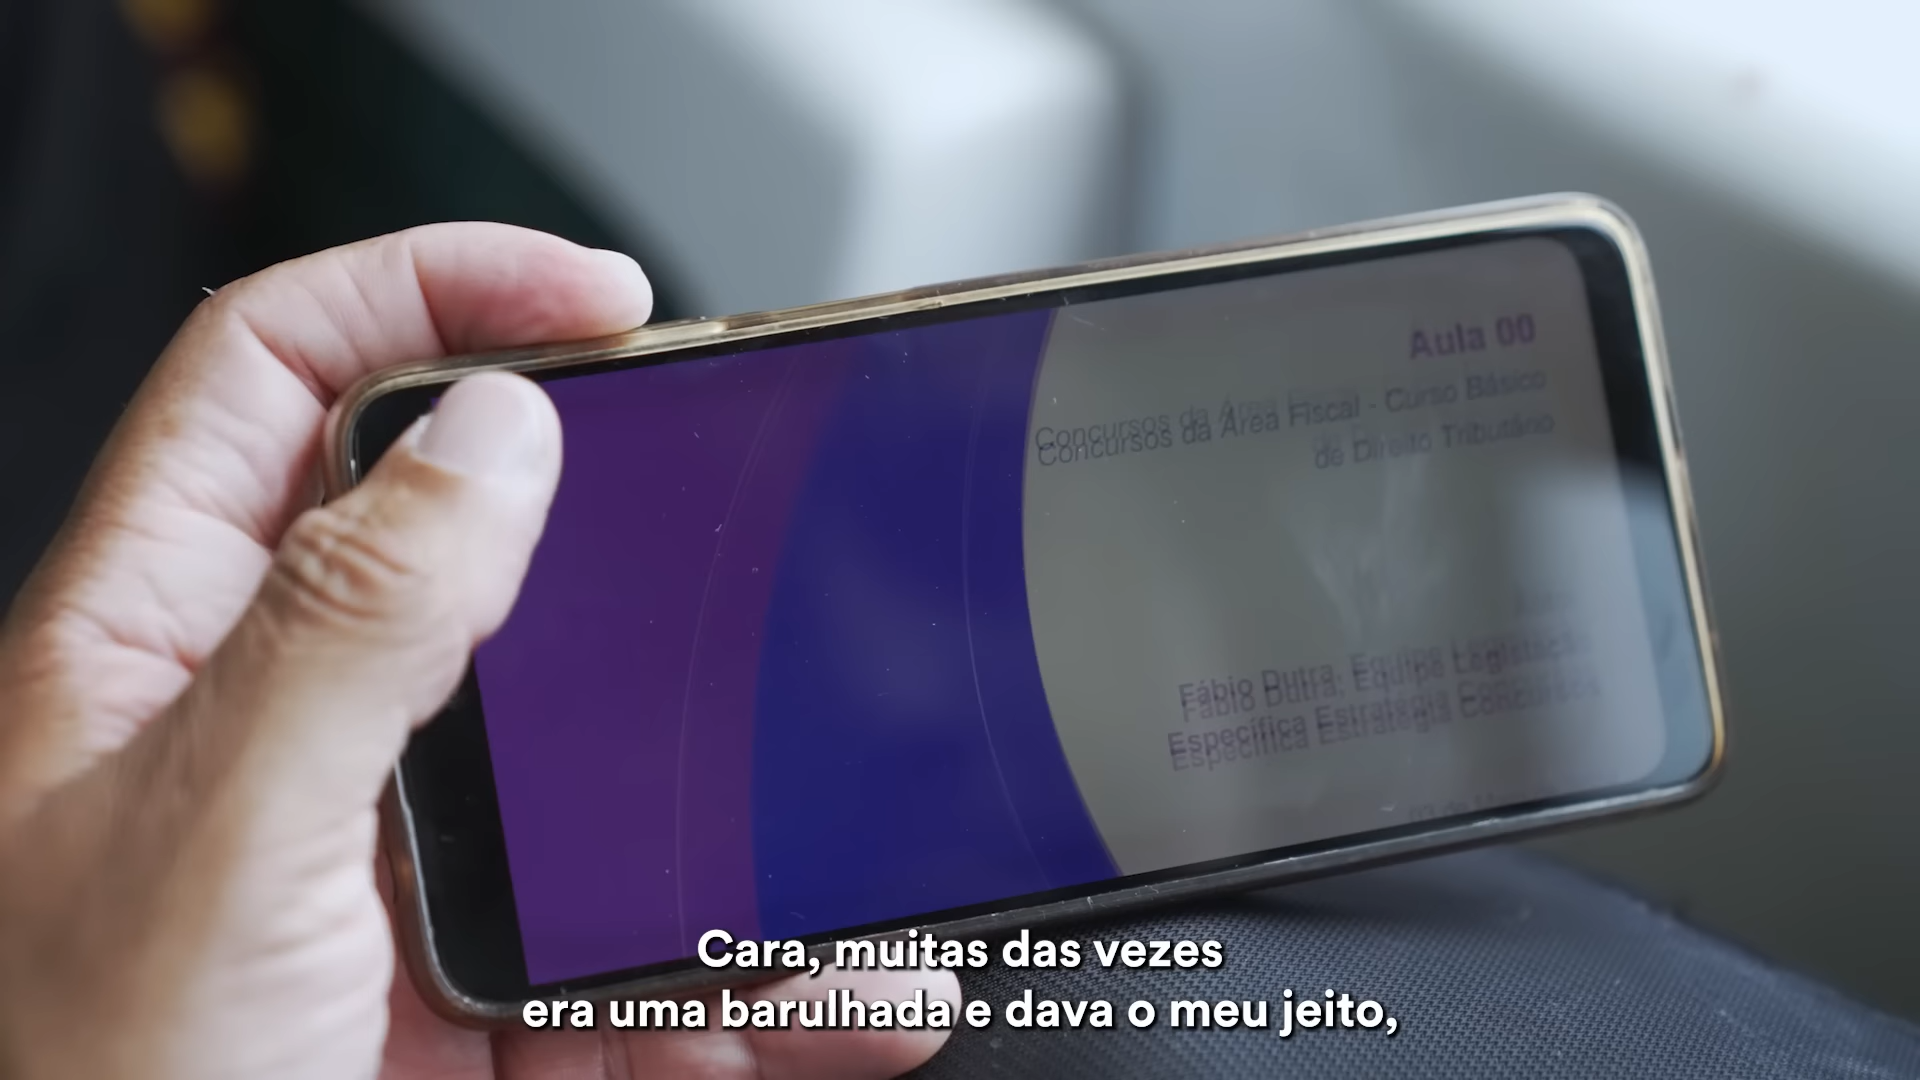 Aula 00
Concursos da Área Fiscal - Curso Básico
de Direito Tributário
Fábio Dutra, Equipe Legislação
Específica Estratégia Concursos
Cara, muitas das vezes
era uma barulhada e dava o meu jeito,